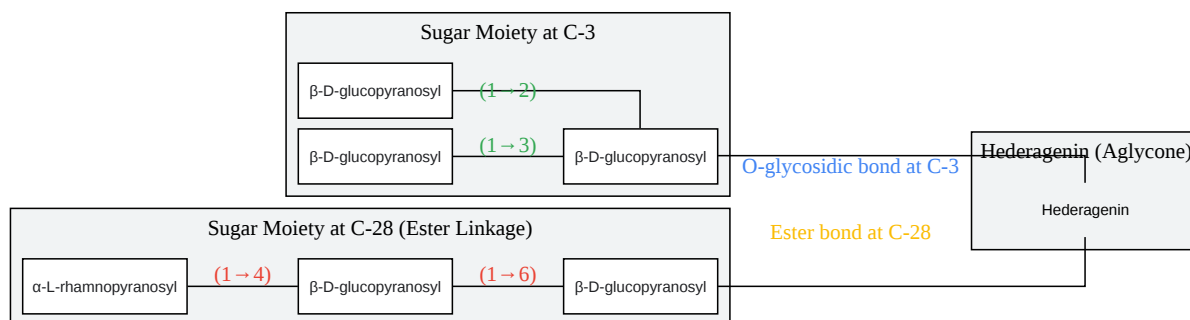 Sugar Moiety at C-3
β-D-glucopyranosyl
(1→2)
β-D-glucopyranosyl
(1→3)
β-D-glucopyranosyl
O-glycosidic bond at C-3
Hederagenin (Aglycone)
Hederagenin
Sugar Moiety at C-28 (Ester Linkage)
Ester bond at C-28
α-L-rhamnopyranosyl
(1→4)
β-D-glucopyranosyl
(1→6)
β-D-glucopyranosyl